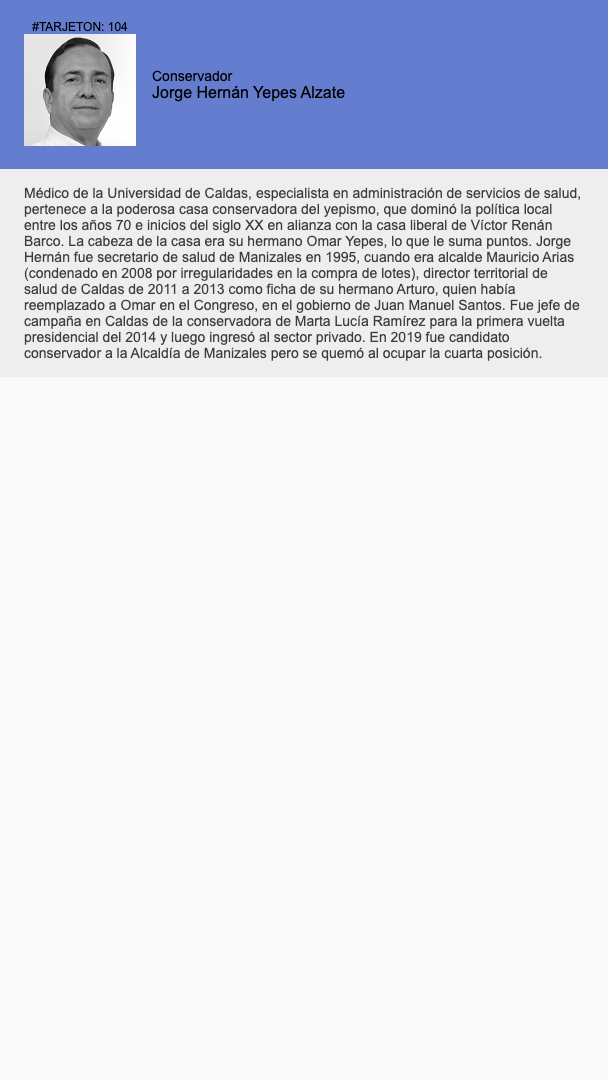 #TARJETON: 104
Conservador
Jorge Hernán Yepes Alzate
Médico de la Universidad de Caldas, especialista en administración de servicios de salud,
pertenece a la poderosa casa conservadora del yepismo, que dominó la política local
entre los años 70 e inicios del siglo XX en alianza con la casa liberal de Víctor Renán
Barco. La cabeza de la casa era su hermano Omar Yepes, lo que le suma puntos. Jorge
Hernán fue secretario de salud de Manizales en 1995, cuando era alcalde Mauricio Arias
(condenado en 2008 por irregularidades en la compra de lotes), director territorial de
salud de Caldas de 2011 a 2013 como ficha de su hermano Arturo, quien había
reemplazado a Omar en el Congreso, en el gobierno de Juan Manuel Santos. Fue jefe de
campaña en Caldas de la conservadora de Marta Lucía Ramírez para la primera vuelta
presidencial del 2014 y luego ingresó al sector privado. En 2019 fue candidato
conservador a la Alcaldía de Manizales pero se quemó al ocupar la cuarta posición.